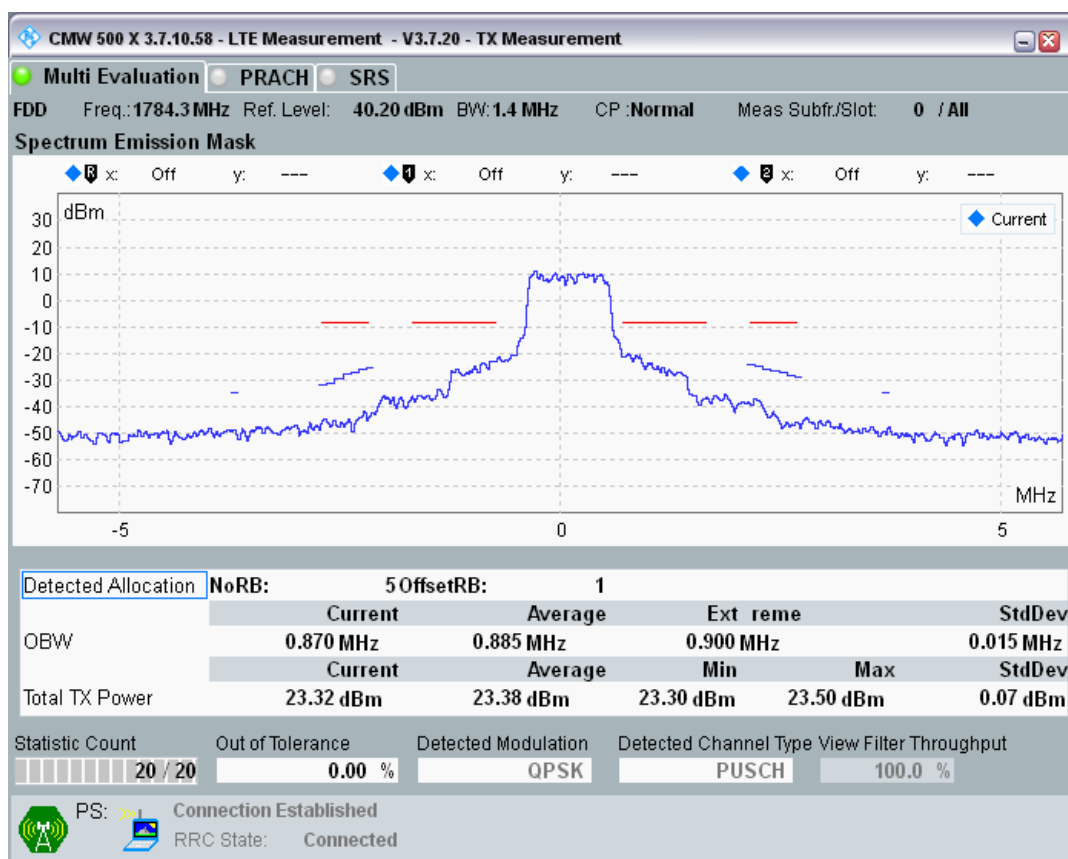 CMW 500 X 3.7.10.58 - LTE Measurement - V3.7.20 - TX Measurement
Multi Evaluation PRACH SRS
FDD Freq.: 1784.3 MHz Ref. Level: 40.20 dBm BW: 1.4 MHz CP :Normal Meas Subfr./Slot: 0 / All
Spectrum Emission Mask
R x: Off y: --- 1 x: Off y: --- 2 x: Off y: ---
dBm
Current
30
20
10
0
-10
-20
-30
-40
-50
-60
-70
MHz
-5 0 5
Detected Allocation NoRB: 5 OffsetRB: 1
Current Average Ext reme StdDev
OBW 0.870 MHz 0.885 MHz 0.900 MHz 0.015 MHz
Current Average Min Max StdDev
Total TX Power 23.32 dBm 23.38 dBm 23.30 dBm 23.50 dBm 0.07 dBm
Statistic Count Out of Tolerance Detected Modulation Detected Channel Type View Filter Throughput
20 / 20 0.00 % QPSK PUSCH 100.0 %
PS: Connection Established
RRC State: Connected